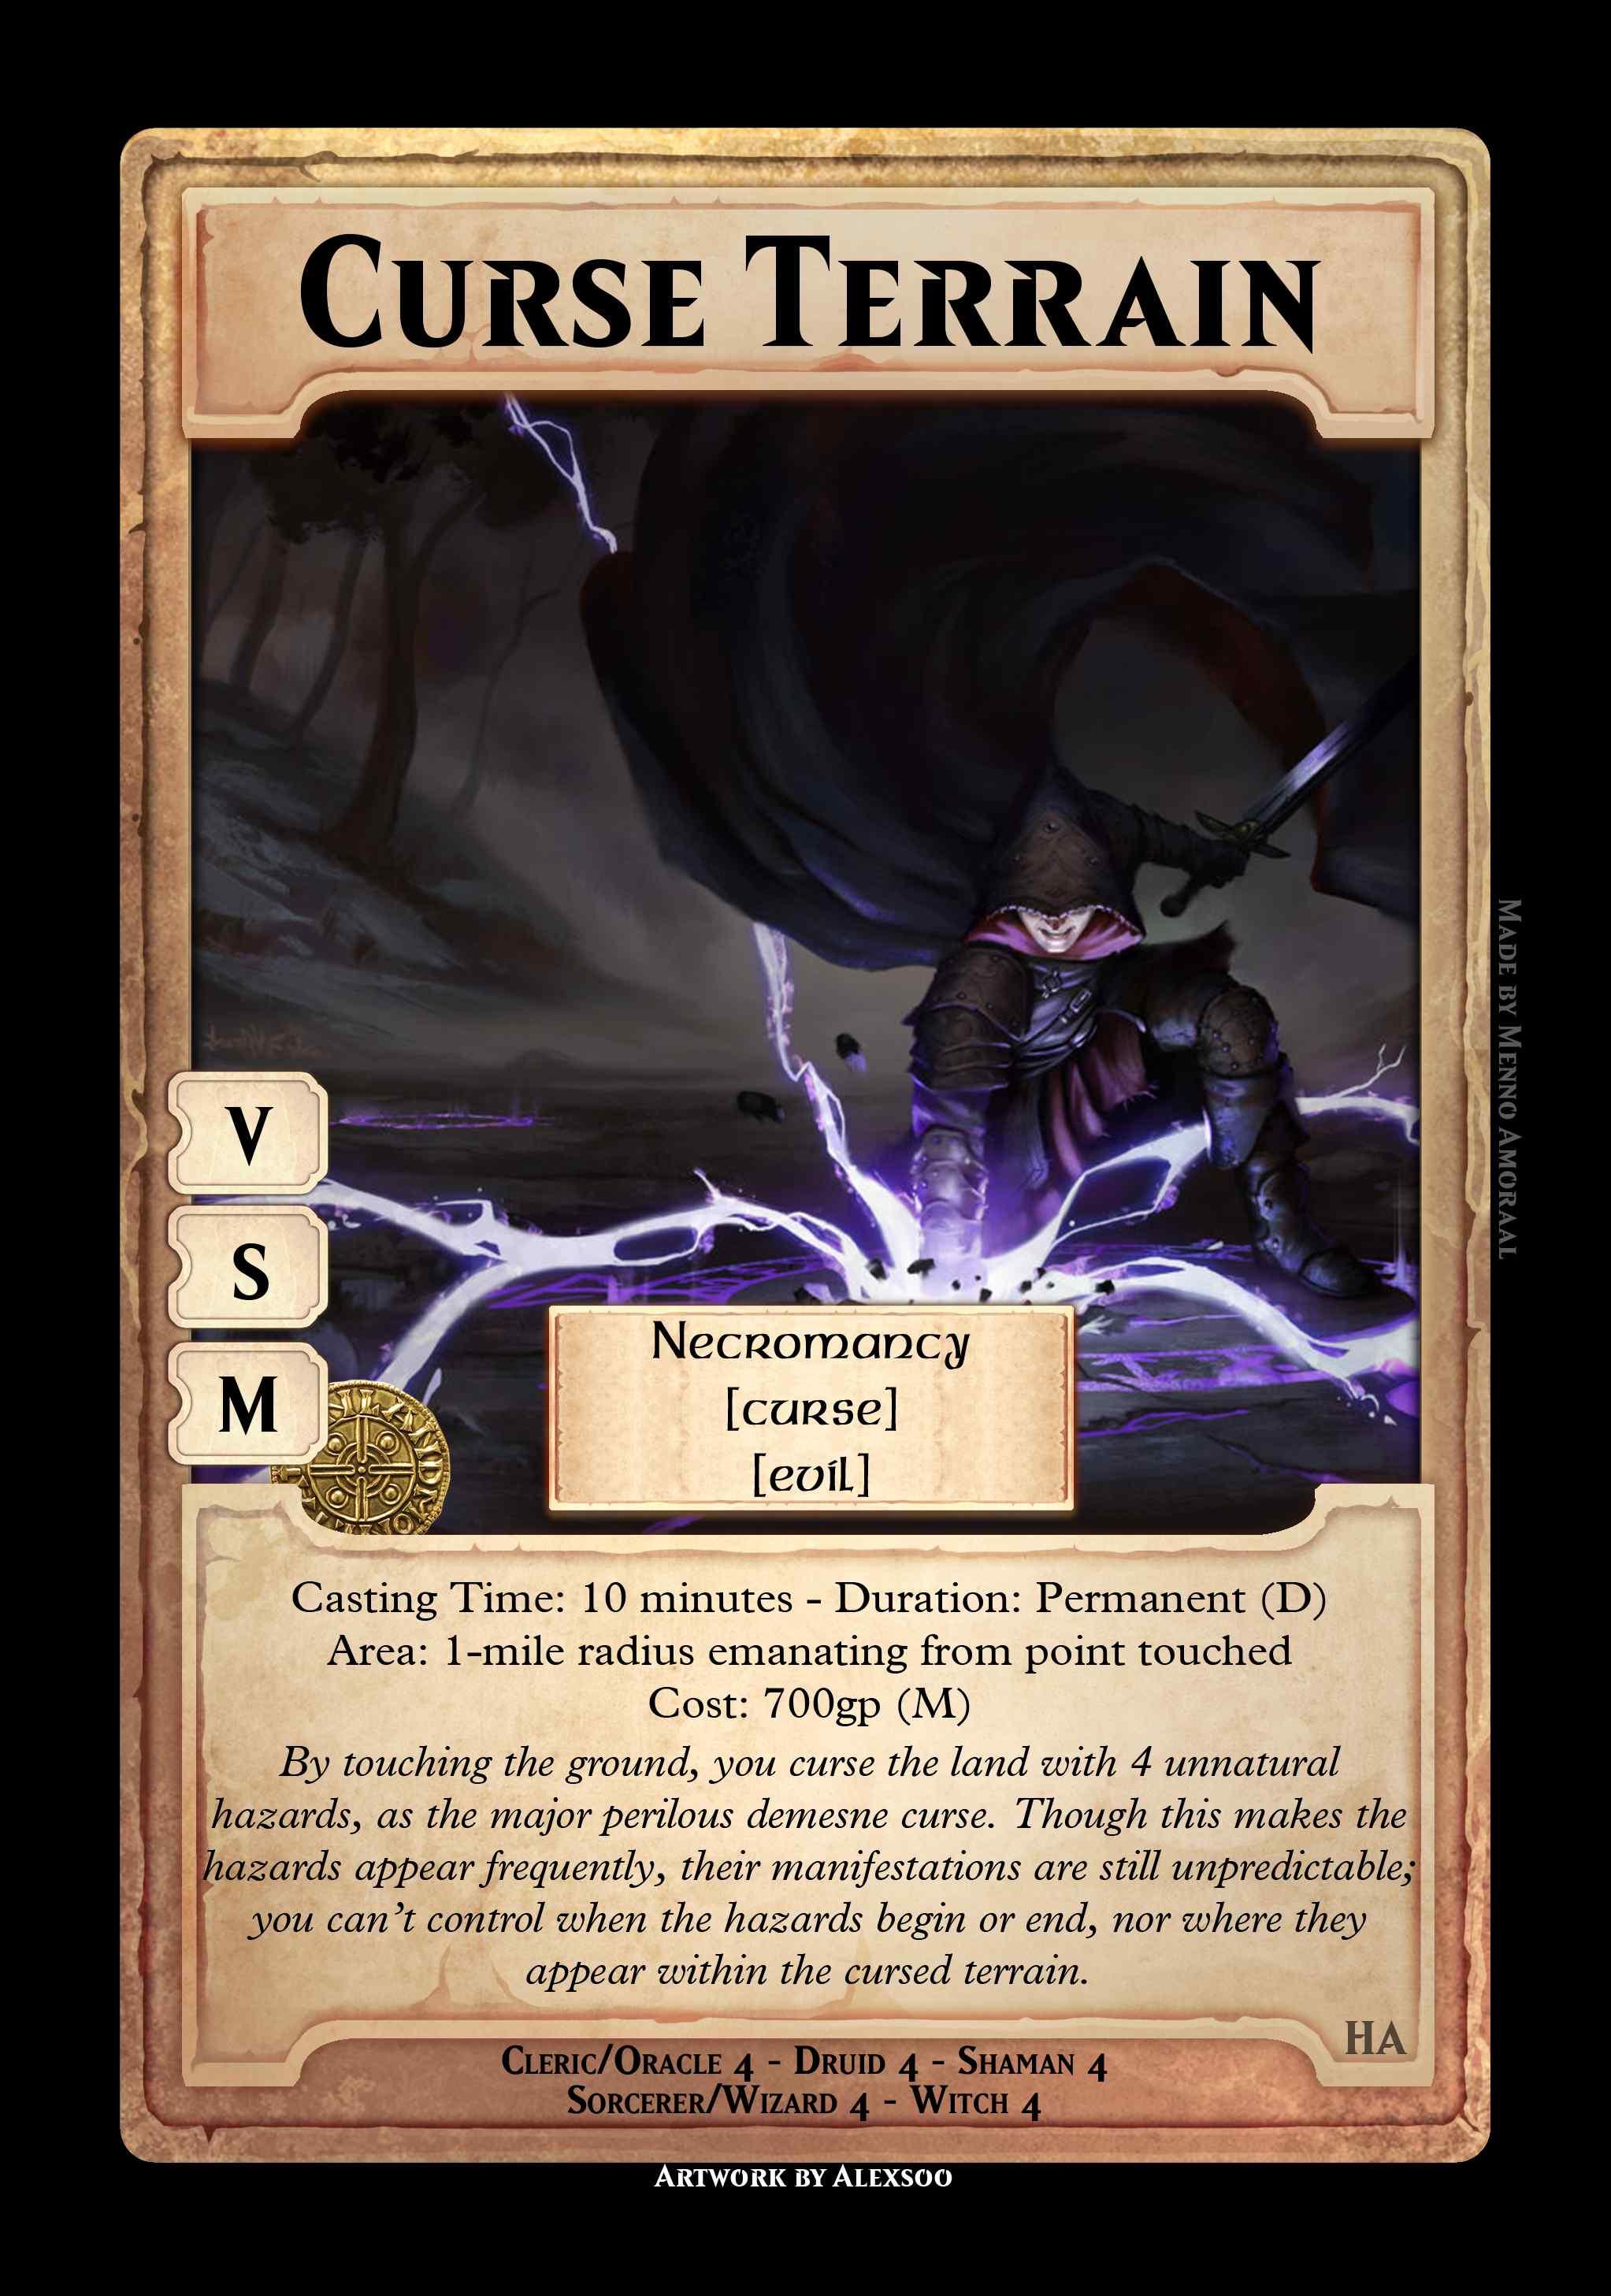 Curse Terrain
V
S
M
Necromancy
[curse]
[evil]
Casting Time: 10 minutes - Duration: Permanent (D)
Area: 1-mile radius emanating from point touched
Cost: 700gp (M)
By touching the ground, you curse the land with 4 unnatural
hazards, as the major perilous demesne curse. Though this makes the
hazards appear frequently, their manifestations are still unpredictable;
you can't control when the hazards begin or end, nor where they
appear within the cursed terrain.
HA
Cleric/Oracle 4 - Druid 4 - Shaman 4
Sorcerer/Wizard 4 - Witch 4
Artwork by Alexsoo
Made by Menno Amoraal